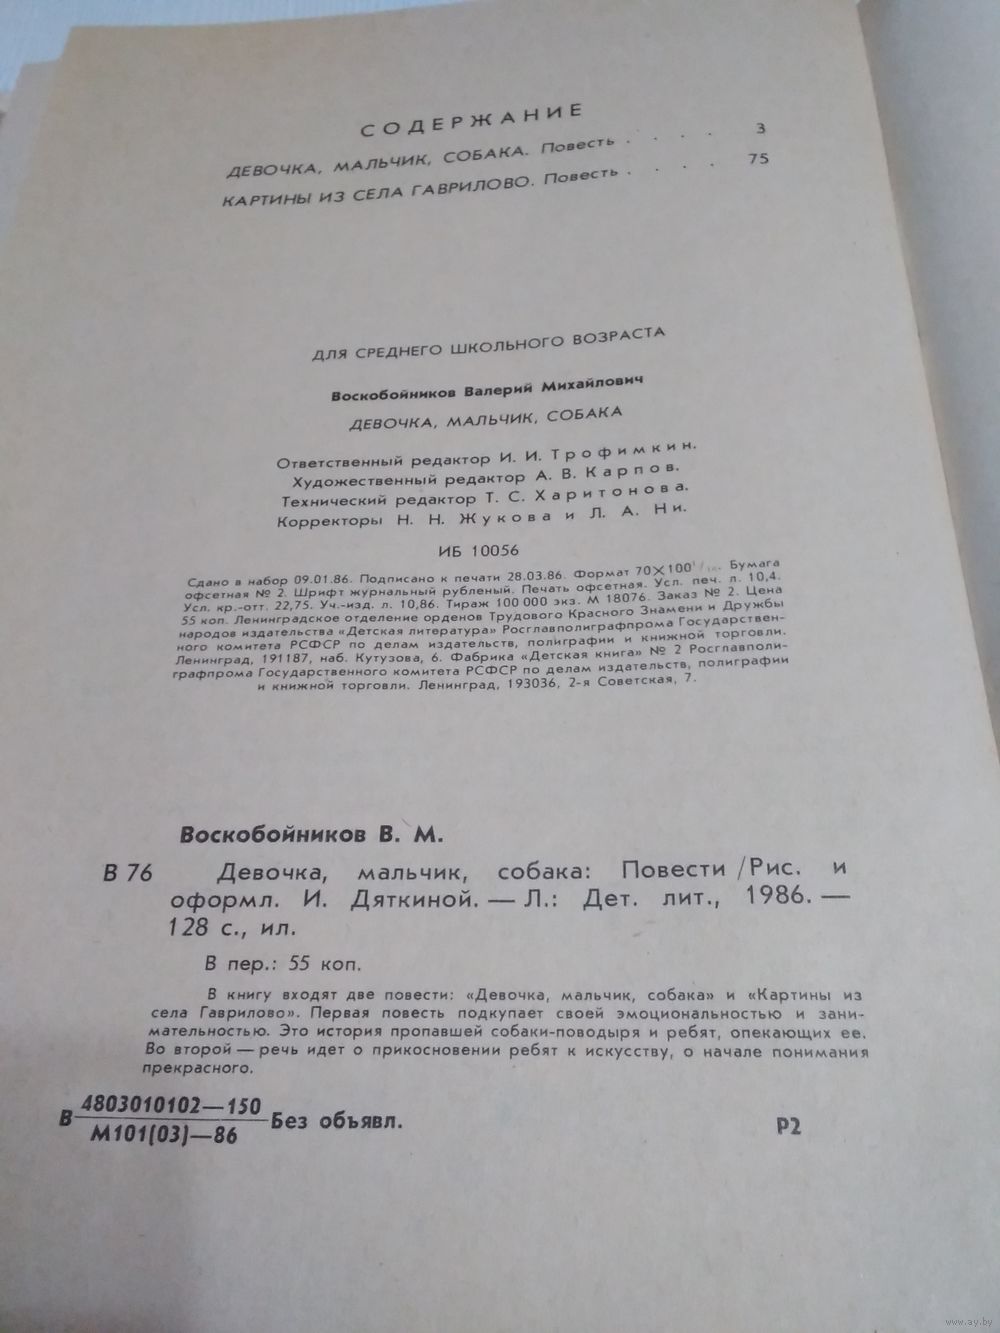 СОДЕРЖАНИЕ
ДЕВОЧКА, МАЛЬЧИК, СОБАКА. Повесть . . . . 3
КАРТИНЫ ИЗ СЕЛА ГАВРИЛОВО. Повесть . . . . 75
ДЛЯ СРЕДНЕГО ШКОЛЬНОГО ВОЗРАСТА
Воскобойников Валерий Михайлович
ДЕВОЧКА, МАЛЬЧИК, СОБАКА
Ответственный редактор И. И. Трофимкин.
Художественный редактор А. В. Карпов.
Технический редактор Т. С. Харитонова.
Корректоры Н. Н. Жукова и Л. А. Ни.
ИБ 10056
Сдано в набор 09.01.86. Подписано к печати 28.03.86. Формат 70×100 Бумага
офсетная № 2. Шрифт журнальный рубленый. Печать офсетная. Усл. печ. л. 10,4.
Усл. кр.-отт. 22,75. Уч.-изд. л. 10,86. Тираж 100 000 экз. М 18076. Заказ № 2. Цена
55 коп. Ленинградское отделение орденов Трудового Красного Знамени и Дружбы
народов издательства «Детская литература» Росглавполиграфпрома Государствен-
ного комитета РСФСР по делам издательств, полиграфии и книжной торговли.
Ленинград, 191187, наб. Кутузова, 6. Фабрика «Детская книга» № 2 Росглавполи-
графпрома Государственного комитета РСФСР по делам издательств, полиграфии
и книжной торговли. Ленинград, 193036, 2-я Советская, 7.
Воскобойников В. М.
В 76 Девочка, мальчик, собака: Повести /Рис. и
оформл. И. Дяткиной. — Л.: Дет. лит., 1986. —
128 с., ил.
В пер.: 55 коп.
В книгу входят две повести: «Девочка, мальчик, собака» и «Картины из
села Гаврилово». Первая повесть подкупает своей эмоциональностью и зани-
мательностью. Это история пропавшей собаки-поводыря и ребят, опекающих ее.
Во второй — речь идет о прикосновении ребят к искусству, о начале понимания
прекрасного.
4803010102—150
В Без объявл.
М101(03)—86
Р2
www.ay.by